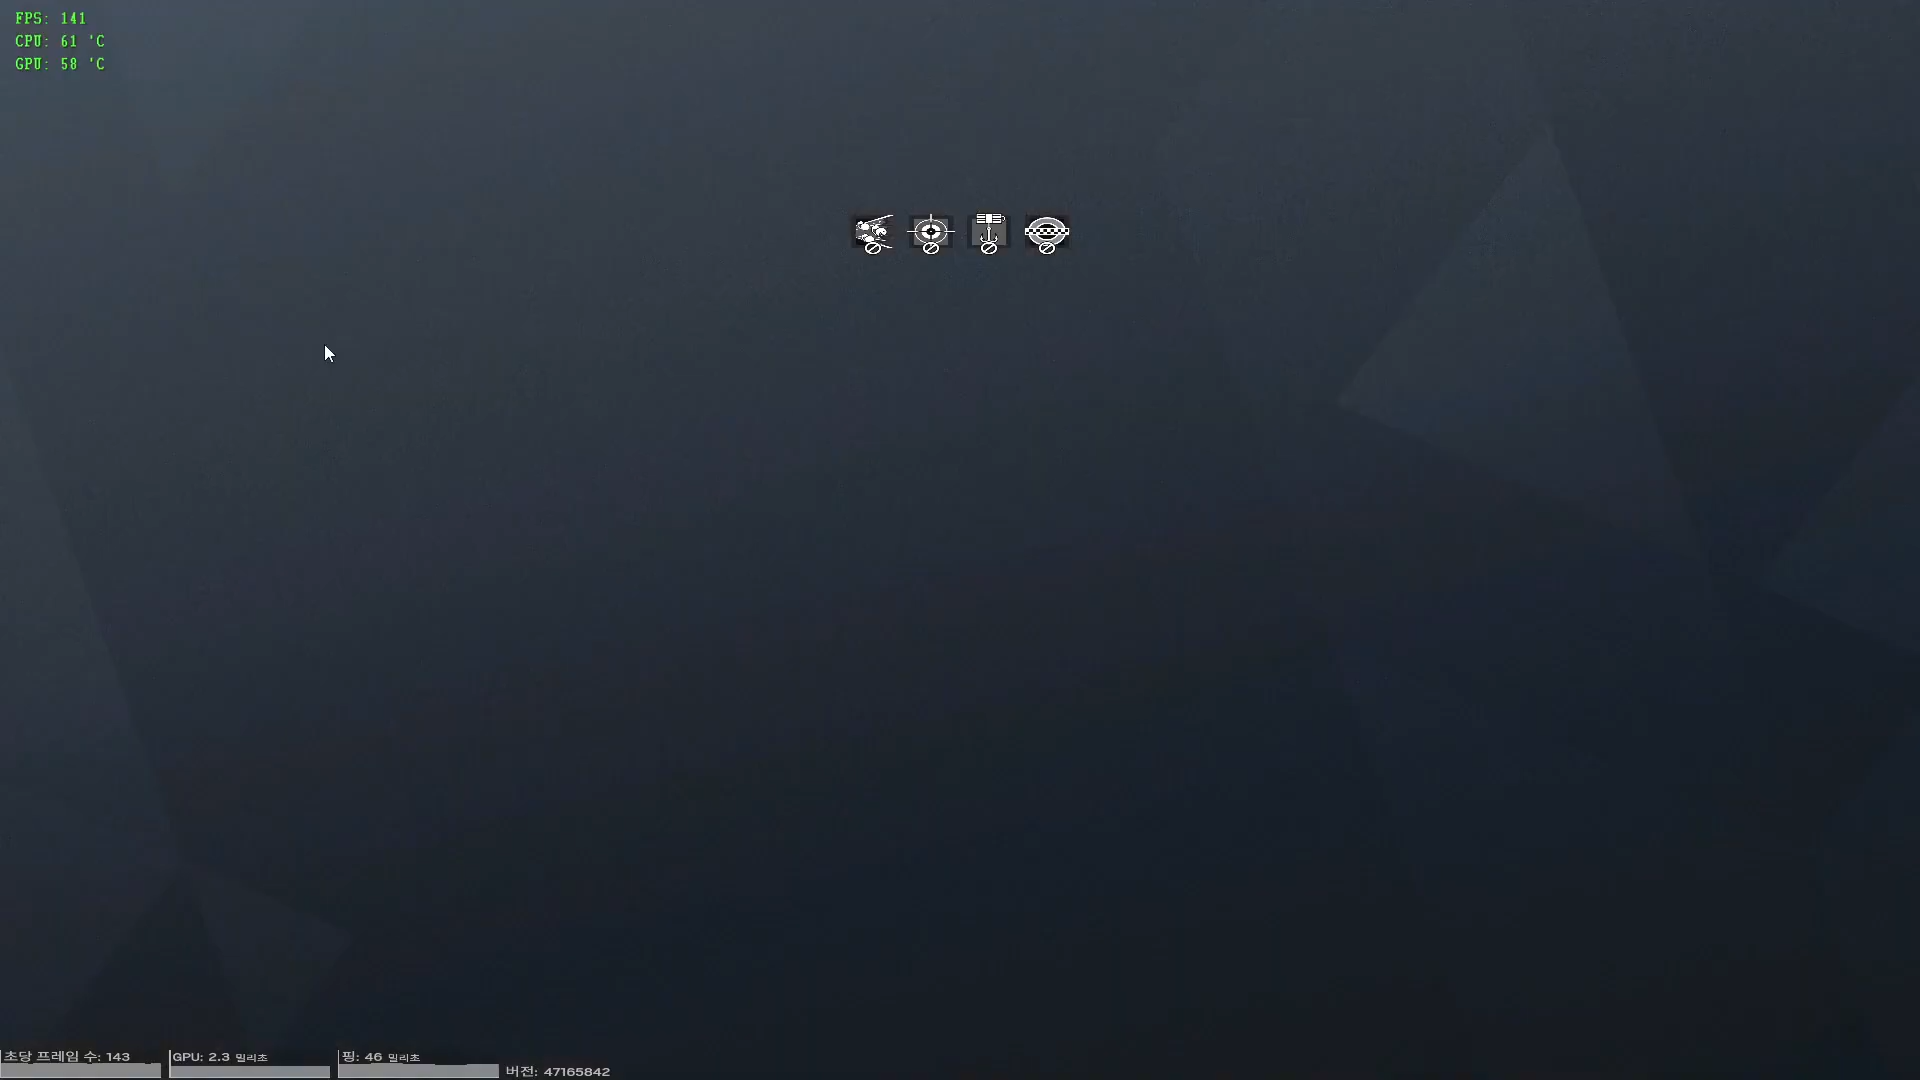 FPS: 141
CPU: 61 'C
GPU: 58 'C
초당 프레임 수: 143
GPU: 2.3 밀리초
핑: 46 밀리초
버전: 47165842